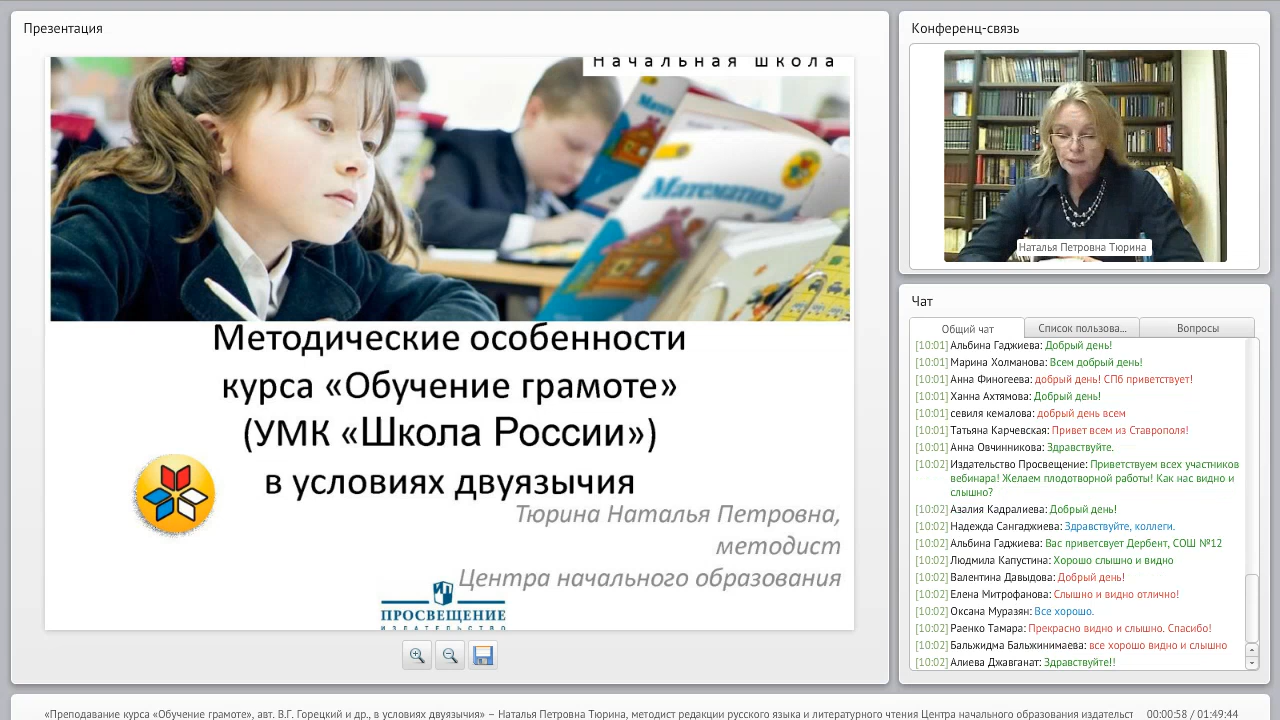 Презентация
Начальная школа
Математика
Методические особенности
курса «Обучение грамоте»
(УМК «Школа России»)
в условиях двуязычия
Тюрина Наталья Петровна,
методист
Центра начального образования
ПРОСВЕЩЕНИЕ
ИЗДАТЕЛЬСТВО
Конференц-связь
Наталья Петровна Тюрина
Чат
Общий чат
Список пользова...
Вопросы
[10:01] Альбина Гаджиева: Добрый день!
[10:01] Марина Холманова: Всем добрый день!
[10:01] Анна Финогеева: добрый день! СПб приветствует!
[10:01] Ханна Ахтямова: Добрый день!
[10:01] севиля кемалова: добрый день всем
[10:01] Татьяна Карчевская: Привет всем из Ставрополя!
[10:01] Анна Овчинникова: Здравствуйте.
[10:02] Издательство Просвещение: Приветствуем всех участников
вебинара! Желаем плодотворной работы! Как нас видно и
слышно?
[10:02] Азалия Кадралиева: Добрый день!
[10:02] Надежда Сангаджиева: Здравствуйте, коллеги.
[10:02] Альбина Гаджиева: Вас приветсвует Дербент, СОШ №12
[10:02] Людмила Капустина: Хорошо слышно и видно
[10:02] Валентина Давыдова: Добрый день!
[10:02] Елена Митрофанова: Слышно и видно отлично!
[10:02] Оксана Муразян: Все хорошо.
[10:02] Раенко Тамара: Прекрасно видно и слышно. Спасибо!
[10:02] Бальжидма Бальжинимаева: все хорошо видно и слышно
[10:02] Алиева Джавганат: Здравствуйте!!
«Преподавание курса «Обучение грамоте», авт. В.Г. Горецкий и др., в условиях двуязычия» – Наталья Петровна Тюрина, методист редакции русского языка и литературного чтения Центра начального образования издательст
00:00:58 / 01:49:44